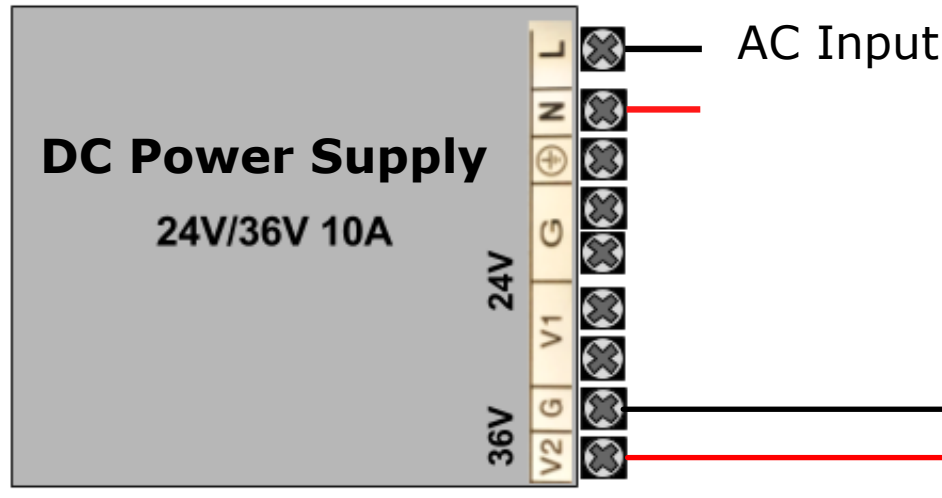 L
AC Input
N
DC Power Supply
24V/36V 10A
G
24V
V1
G
36V
V2